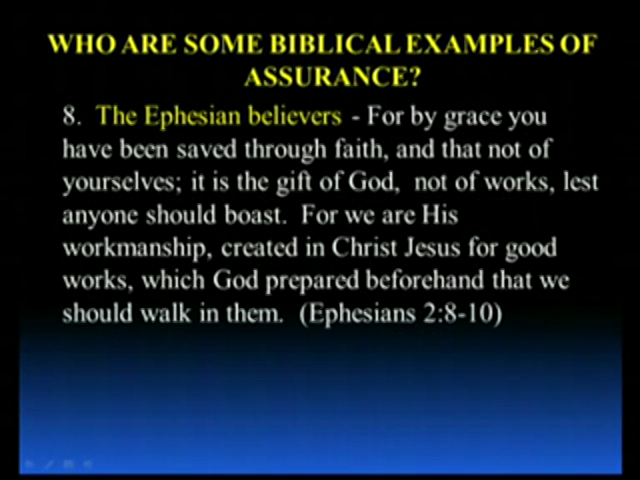 WHO ARE SOME BIBLICAL EXAMPLES OF
ASSURANCE?
8.  The Ephesian believers - For by grace you
have been saved through faith, and that not of
yourselves; it is the gift of God,  not of works, lest
anyone should boast.  For we are His
workmanship, created in Christ Jesus for good
works, which God prepared beforehand that we
should walk in them.  (Ephesians 2:8-10)